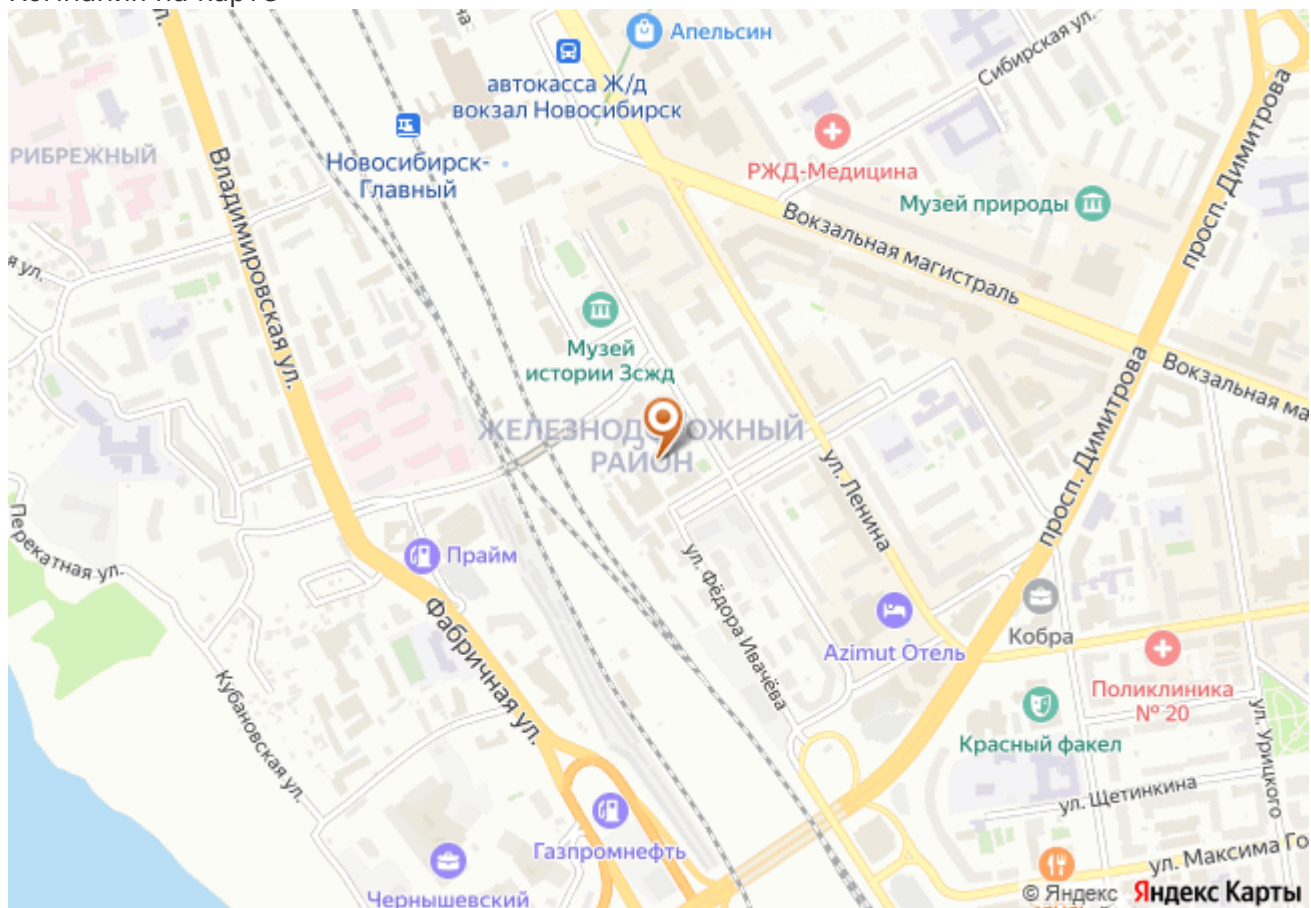 Апельсин
Сибирская ул.
автокасса Ж/д
вокзал Новосибирск
просп. Димитрова
РИБРЕЖНЫЙ
Новосибирск-
Главный
РЖД-Медицина
Музей природы
Владимировская ул.
Вокзальная магистраль
Музей
истории Зсжд
Вокзальная ма
ЖЕЛЕЗНОДОРОЖНЫЙ
РАЙОН
просп. Димитрова
ул. Ленина
Перекатная ул.
Прайм
ул. Фёдора Ивачёва
Фабричная ул.
Azimut Отель
Кобра
Поликлиника
№ 20
Кубановская ул.
Красный факел
ул. Урицкого
ул. Щетинкина
Газпромнефть
ул. Максима Го
Чернышевский
© Яндекс Яндекс Карты